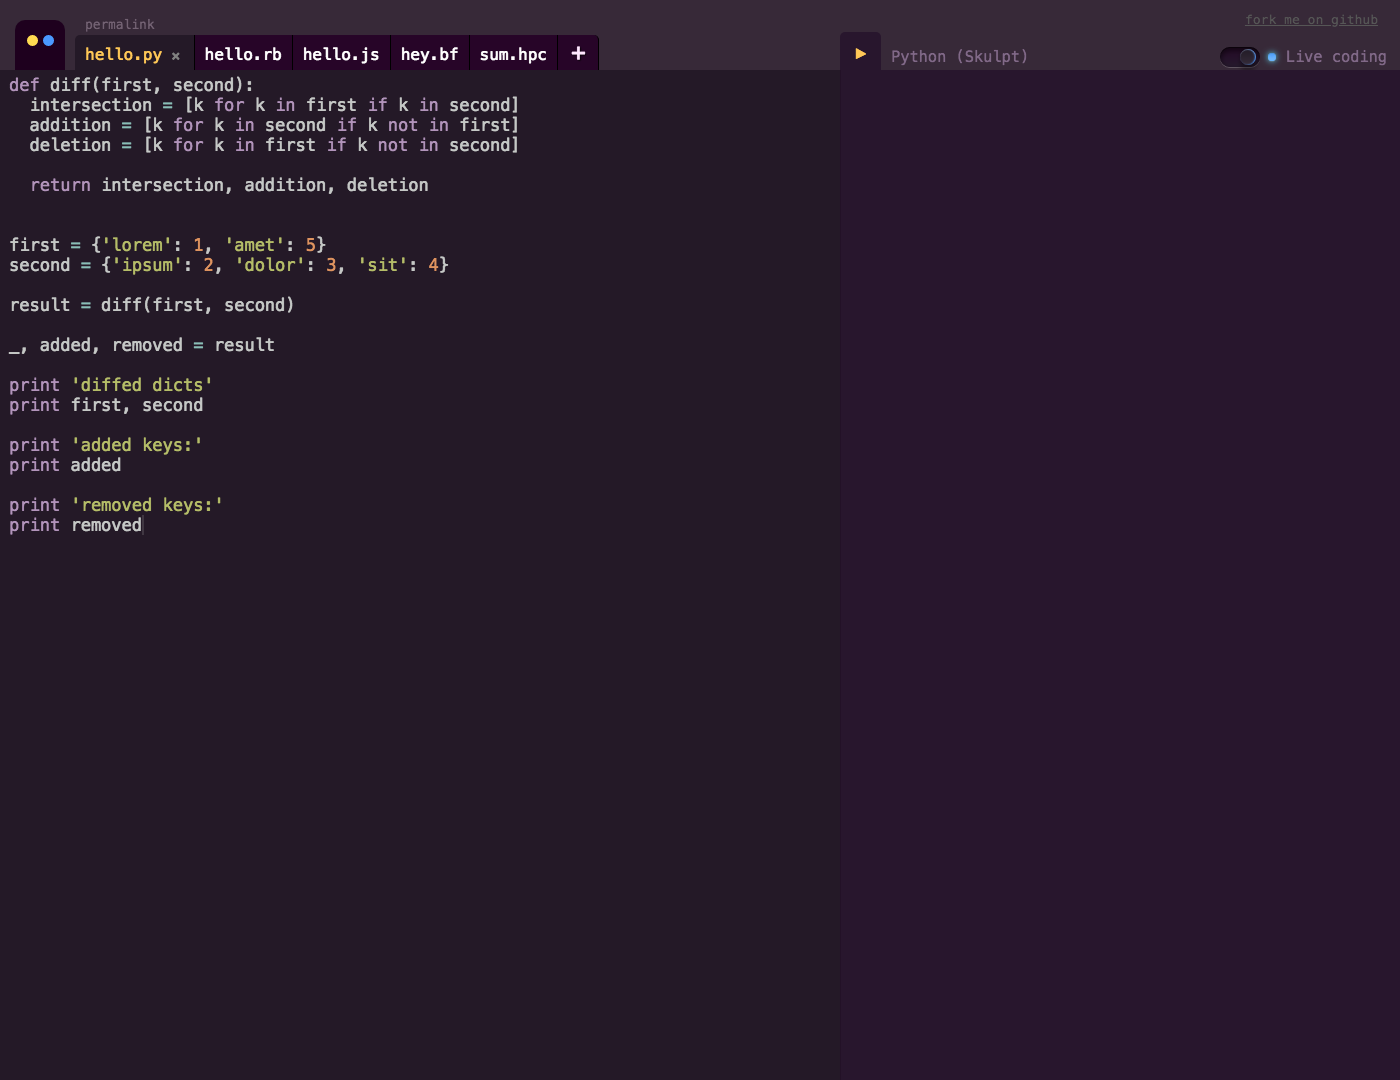 permalink
fork me on github
hello.py × hello.rb hello.js hey.bf sum.hpc +
Python (Skulpt)
Live coding
def diff(first, second):
  intersection = [k for k in first if k in second]
  addition = [k for k in second if k not in first]
  deletion = [k for k in first if k not in second]

  return intersection, addition, deletion


first = {'lorem': 1, 'amet': 5}
second = {'ipsum': 2, 'dolor': 3, 'sit': 4}

result = diff(first, second)

_, added, removed = result

print 'diffed dicts'
print first, second

print 'added keys:'
print added

print 'removed keys:'
print removed